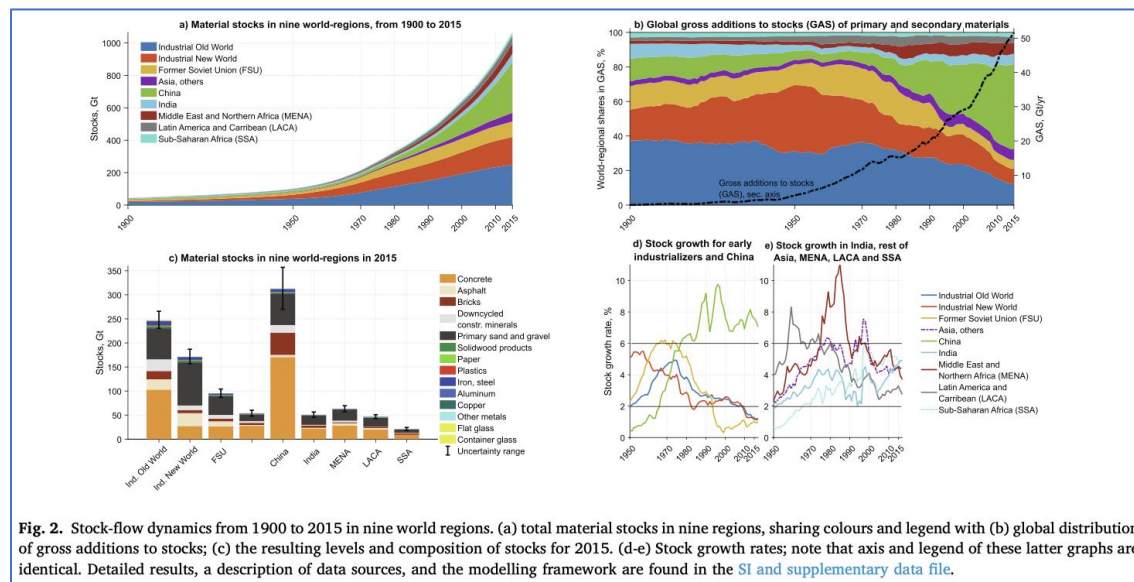 a) Material stocks in nine world-regions, from 1900 to 2015
1000
800
600
400
200
0
Stocks, Gt
Industrial Old World
Industrial New World
Former Soviet Union (FSU)
Asia, others
China
India
Middle East and Northern Africa (MENA)
Latin America and Carribean (LACA)
Sub-Saharan Africa (SSA)
1900
1950
1970
1980
1990
2000
2010
2015
b) Global gross additions to stocks (GAS) of primary and secondary materials
100
80
60
40
20
0
World-regional shares in GAS, %
50
40
30
20
10
GAS, Gt/yr
Gross additions to stocks
(GAS), sec. axis
1900
1950
1970
1980
1990
2000
2010
2015
c) Material stocks in nine world-regions in 2015
350
300
250
200
150
100
50
0
Stocks, Gt
Ind. Old World
Ind. New World
FSU
China
India
MENA
LACA
SSA
Concrete
Asphalt
Bricks
Downcycled
constr. minerals
Primary sand and gravel
Solidwood products
Paper
Plastics
Iron, steel
Aluminum
Copper
Other metals
Flat glass
Container glass
Uncertainty range
d) Stock growth for early
industrializers and China
10
8
6
4
2
0
Stock growth rate, %
1950
1970
1980
1990
2000
2010
2015
e) Stock growth in India, rest of
Asia, MENA, LACA and SSA
10
8
6
4
2
0
1950
1970
1980
1990
2000
2010
2015
Industrial Old World
Industrial New World
Former Soviet Union (FSU)
Asia, others
China
India
Middle East and
Northern Africa (MENA)
Latin America and
Carribean (LACA)
Sub-Saharan Africa (SSA)
Fig. 2. Stock-flow dynamics from 1900 to 2015 in nine world regions. (a) total material stocks in nine regions, sharing colours and legend with (b) global distribution
of gross additions to stocks; (c) the resulting levels and composition of stocks for 2015. (d-e) Stock growth rates; note that axis and legend of these latter graphs are
identical. Detailed results, a description of data sources, and the modelling framework are found in the SI and supplementary data file.